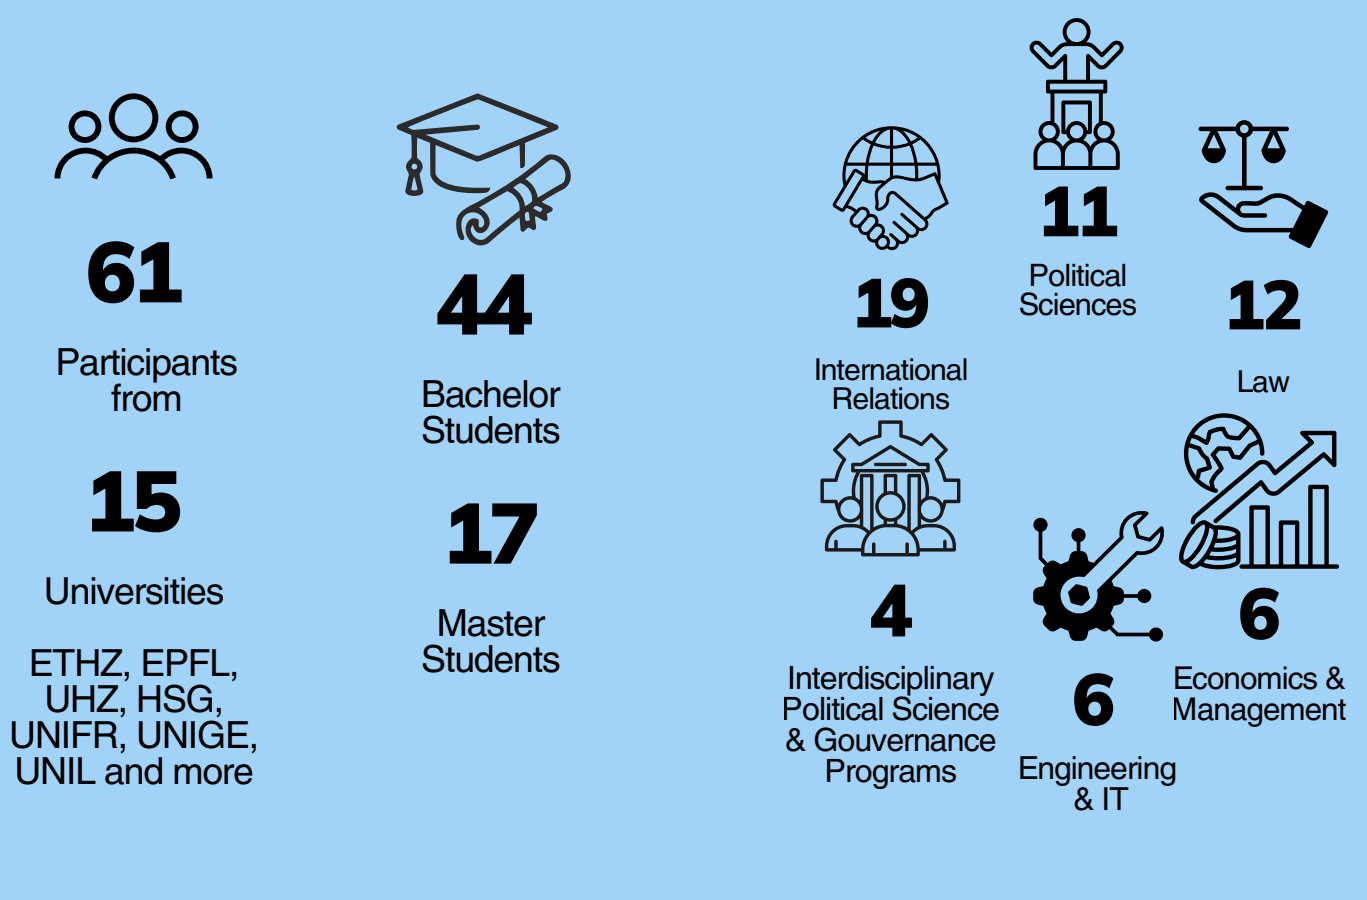 61
Participants
from
15
Universities
ETHZ, EPFL,
UHZ, HSG,
UNIFR, UNIGE,
UNIL and more
44
Bachelor
Students
17
Master
Students
19
International
Relations
11
Political
Sciences
12
Law
4
Interdisciplinary
Political Science
& Gouvernance
Programs
6
Engineering
& IT
6
Economics &
Management